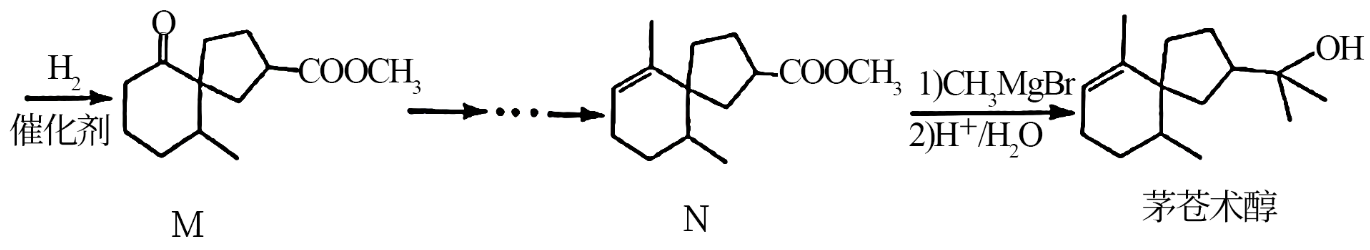 H₂
催化剂
O
COOCH₃
M
COOCH₃
N
1)CH₃MgBr
2)H⁺/H₂O
OH
茅苍术醇